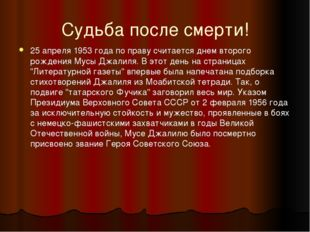 Судьба после смерти!
25 апреля 1953 года по праву считается днем второго
рождения Мусы Джалиля. В этот день на страницах
"Литературной газеты" впервые была напечатана подборка
стихотворений Джалиля из Моабитской тетради. Так, о
подвиге "татарского Фучика" заговорил весь мир. Указом
Президиума Верховного Совета СССР от 2 февраля 1956 года
за исключительную стойкость и мужество, проявленные в боях
с немецко-фашистскими захватчиками в годы Великой
Отечественной войны, Мусе Джалилю было посмертно
присвоено звание Героя Советского Союза.